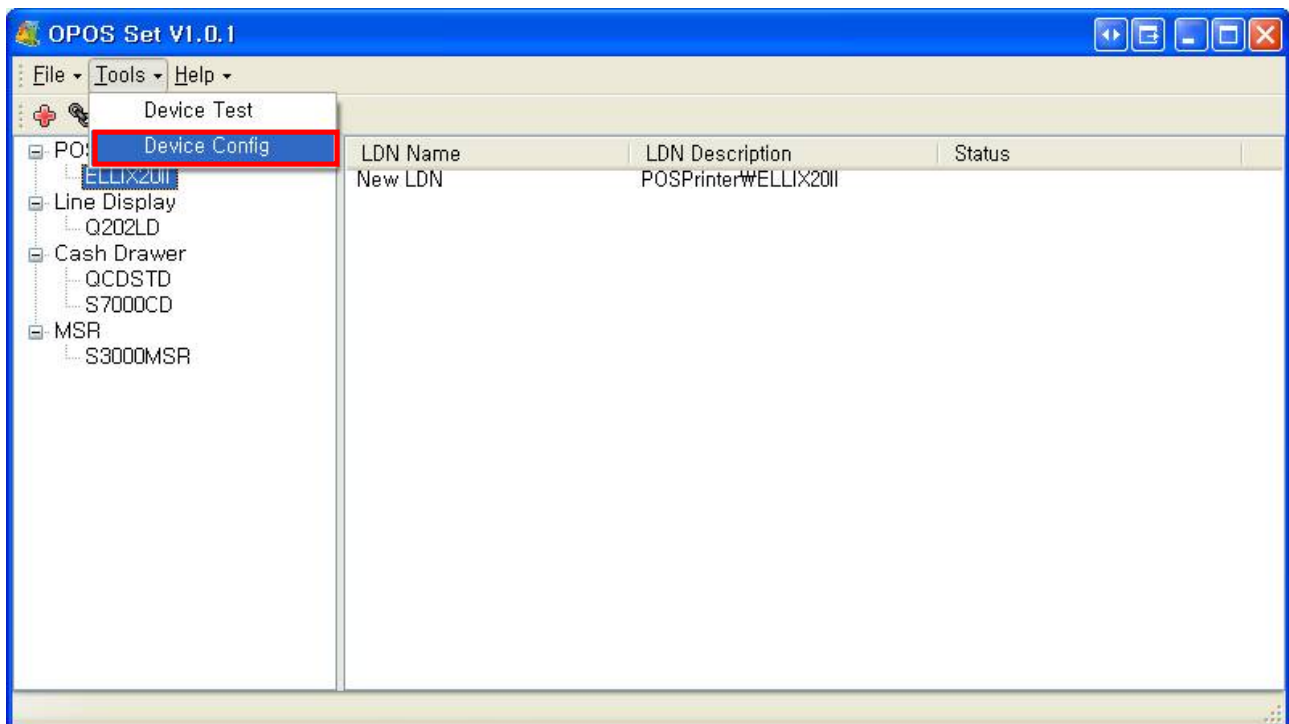 OPOS Set V1.0.1
File Tools Help
Device Test
Device Config
LDN Name LDN Description Status
New LDN POSPrinter₩ELLIX20II
ELLIX20II
Line Display
Q202LD
Cash Drawer
QCDSTD
S7000CD
MSR
S3000MSR